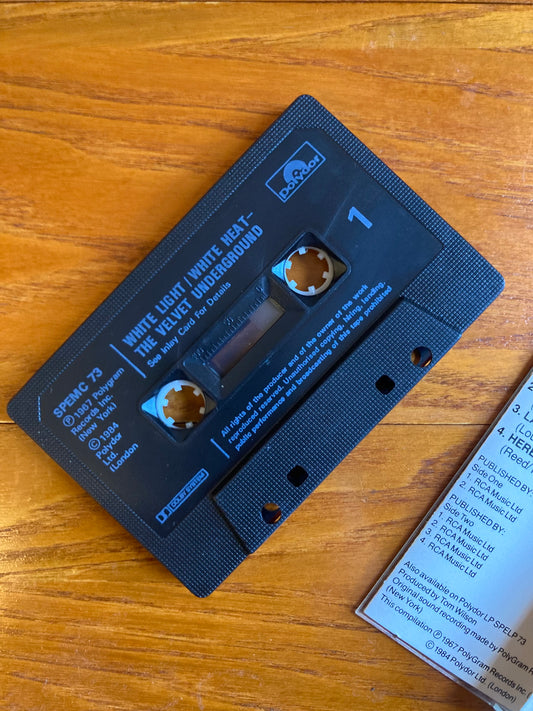 Polydor
1
WHITE LIGHT / WHITE HEAT–
THE VELVET UNDERGROUND
See Inlay Card For Details
SPEMC 73
℗1967 Polygram
Records Inc.
(New York)
©1984
Polydor
Ltd.
(London
All rights of the producer and of the owner of the work
reproduced reserved. Unauthorised copying, hiring, lending,
public performance and broadcasting of this tape prohibited
DOLBY SYSTEM
3.
4. HERE
(Reed/
PUBLISHED BY:
Side One
1. RCA Music Ltd
2. RCA Music Ltd
PUBLISHED BY:
Side Two
1. RCA Music Ltd
2. RCA Music Ltd
3. RCA Music Ltd
4. RCA Music Ltd
Also available on Polydor LP SPELP 73
Produced by Tom Wilson
Original sound recording made by PolyGram Re
(New York)
This compilation ℗ 1967 PolyGram Records Inc.
© 1984 Polydor Ltd. (London)